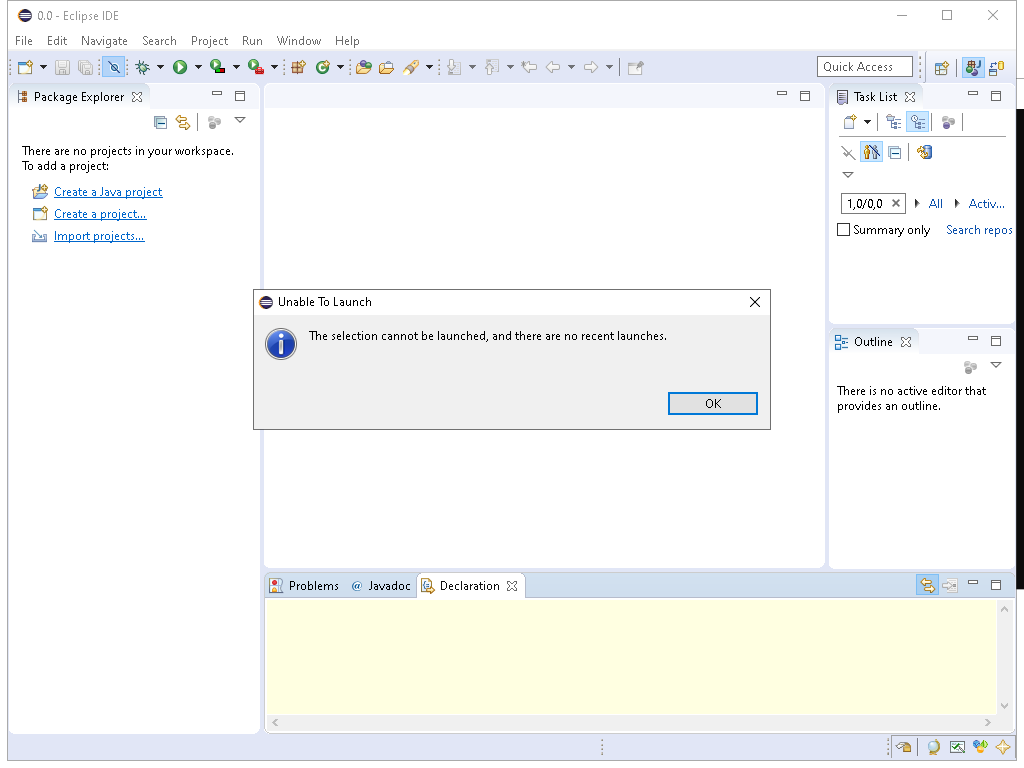 0.0 - Eclipse IDE
File Edit Navigate Search Project Run Window Help
Quick Access
Package Explorer
There are no projects in your workspace.
To add a project:
Create a Java project
Create a project...
Import projects...
Task List
1,0/0,0 All Activ...
Summary only Search repos
Unable To Launch
The selection cannot be launched, and there are no recent launches.
OK
Outline
There is no active editor that
provides an outline.
Problems @ Javadoc Declaration